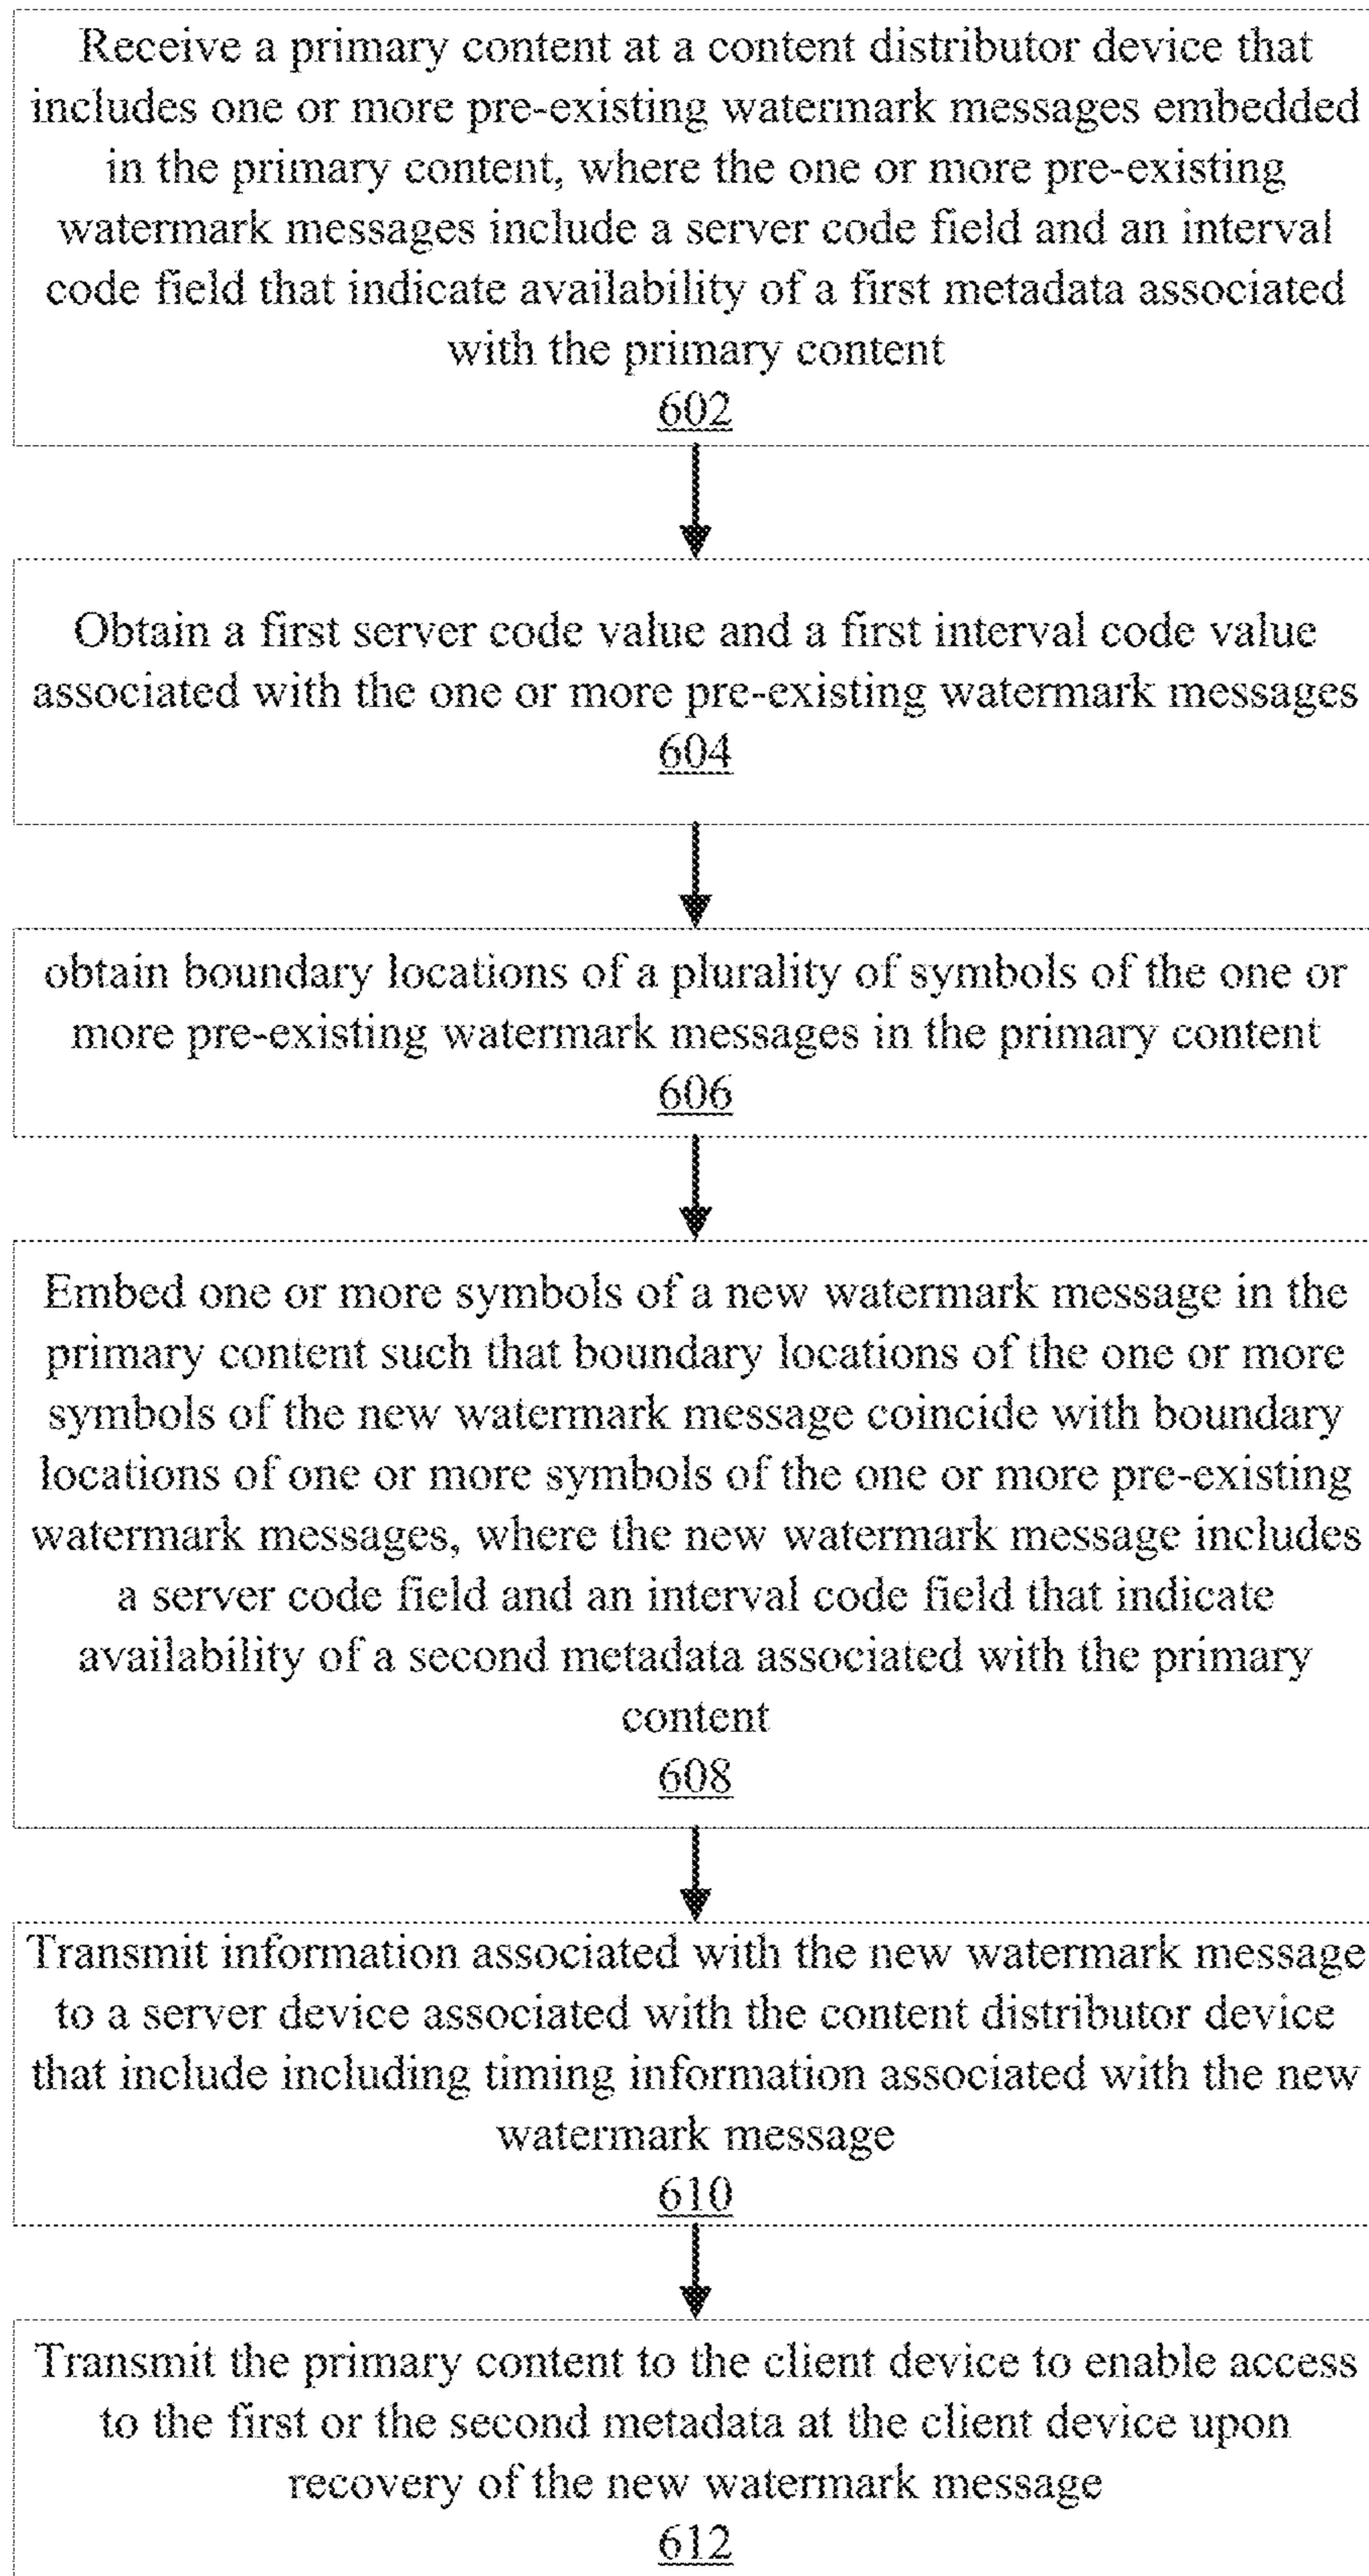 Receive a primary content at a content distributor device that
includes one or more pre-existing watermark messages embedded
in the primary content, where the one or more pre-existing
watermark messages include a server code field and an interval
code field that indicate availability of a first metadata associated
with the primary content
602
Obtain a first server code value and a first interval code value
associated with the one or more pre-existing watermark messages
604
obtain boundary locations of a plurality of symbols of the one or
more pre-existing watermark messages in the primary content
606
Embed one or more symbols of a new watermark message in the
primary content such that boundary locations of the one or more
symbols of the new watermark message coincide with boundary
locations of one or more symbols of the one or more pre-existing
watermark messages, where the new watermark message includes
a server code field and an interval code field that indicate
availability of a second metadata associated with the primary
content
608
Transmit information associated with the new watermark message
to a server device associated with the content distributor device
that include including timing information associated with the new
watermark message
610
Transmit the primary content to the client device to enable access
to the first or the second metadata at the client device upon
recovery of the new watermark message
612